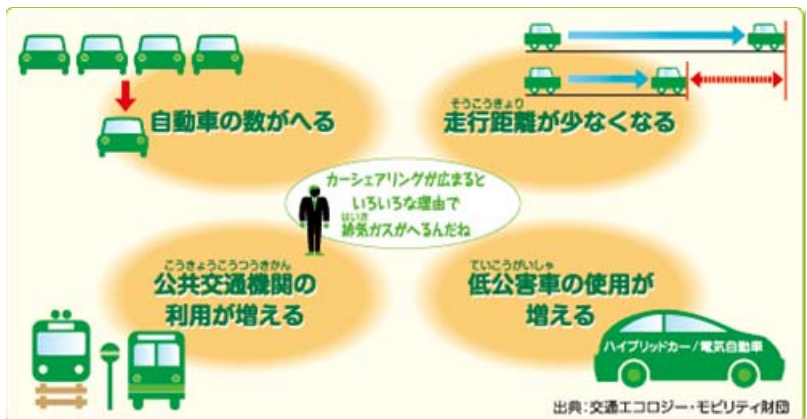 自動車の数がへる
そうこうきょり
走行距離が少なくなる
カーシェアリングが広まると
いろいろな理由で
はいき
排気ガスがへるんだね
こうきょうこうつうきかん
公共交通機関の
利用が増える
ていこうがいしゃ
低公害車の使用が
増える
ハイブリッドカー/電気自動車
出典:交通エコロジー・モビリティ財団